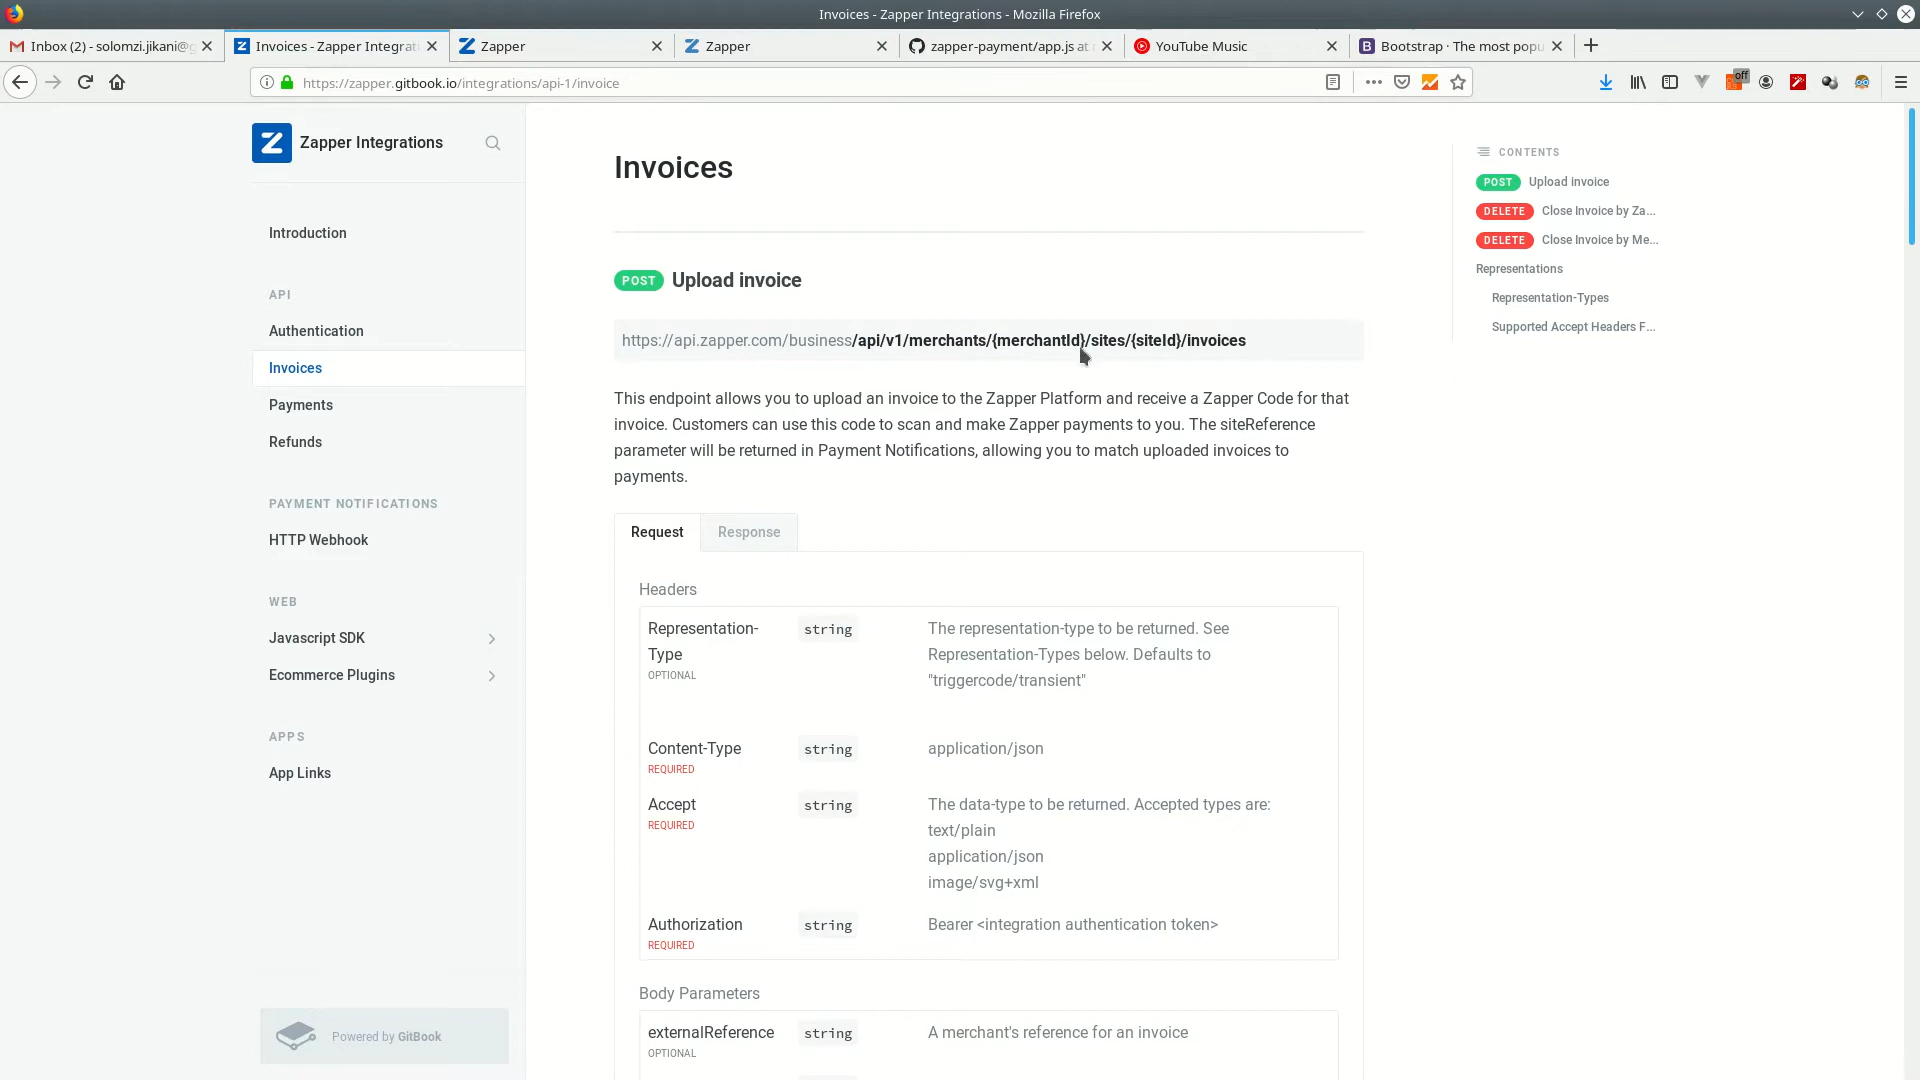 Invoices - Zapper Integrations - Mozilla Firefox
Inbox (2) - solomzi.jikani@g
Invoices - Zapper Integrati
Zapper
Zapper
zapper-payment/app.js at
YouTube Music
Bootstrap · The most popu
https://zapper.gitbook.io/integrations/api-1/invoice
off
Zapper Integrations
Introduction
API
Authentication
Invoices
Payments
Refunds
PAYMENT NOTIFICATIONS
HTTP Webhook
WEB
Javascript SDK
Ecommerce Plugins
APPS
App Links
Powered by GitBook
Invoices
POST Upload invoice
https://api.zapper.com/business/api/v1/merchants/{merchantId}/sites/{siteId}/invoices
This endpoint allows you to upload an invoice to the Zapper Platform and receive a Zapper Code for that
invoice. Customers can use this code to scan and make Zapper payments to you. The siteReference
parameter will be returned in Payment Notifications, allowing you to match uploaded invoices to
payments.
Request Response
Headers
Representation-Type
OPTIONAL
string
The representation-type to be returned. See
Representation-Types below. Defaults to
"triggercode/transient"
Content-Type
REQUIRED
string
application/json
Accept
REQUIRED
string
The data-type to be returned. Accepted types are:
text/plain
application/json
image/svg+xml
Authorization
REQUIRED
string
Bearer <integration authentication token>
Body Parameters
externalReference
OPTIONAL
string
A merchant's reference for an invoice
CONTENTS
POST Upload invoice
DELETE Close Invoice by Za...
DELETE Close Invoice by Me...
Representations
Representation-Types
Supported Accept Headers F...